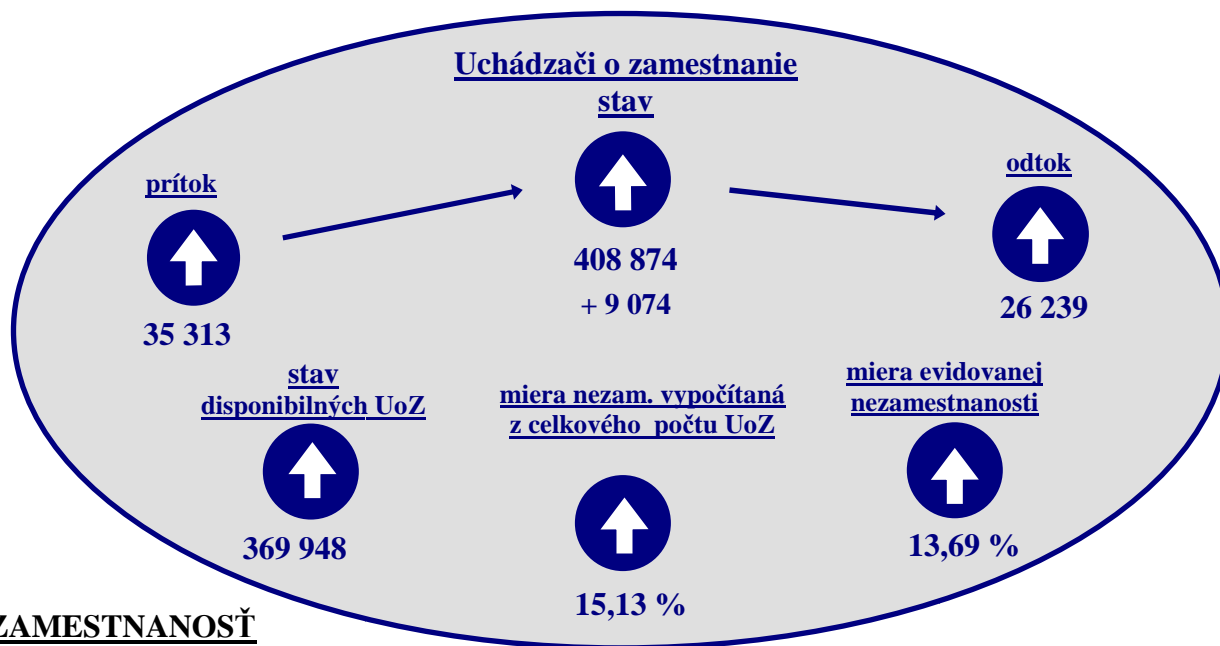 Uchádzači o zamestnanie
stav
prítok
odtok
408 874
+ 9 074
35 313
26 239
stav
disponibilných UoZ
miera nezam. vypočítaná
z celkového počtu UoZ
miera evidovanej
nezamestnanosti
369 948
15,13 %
13,69 %
ZAMESTNANOSŤ